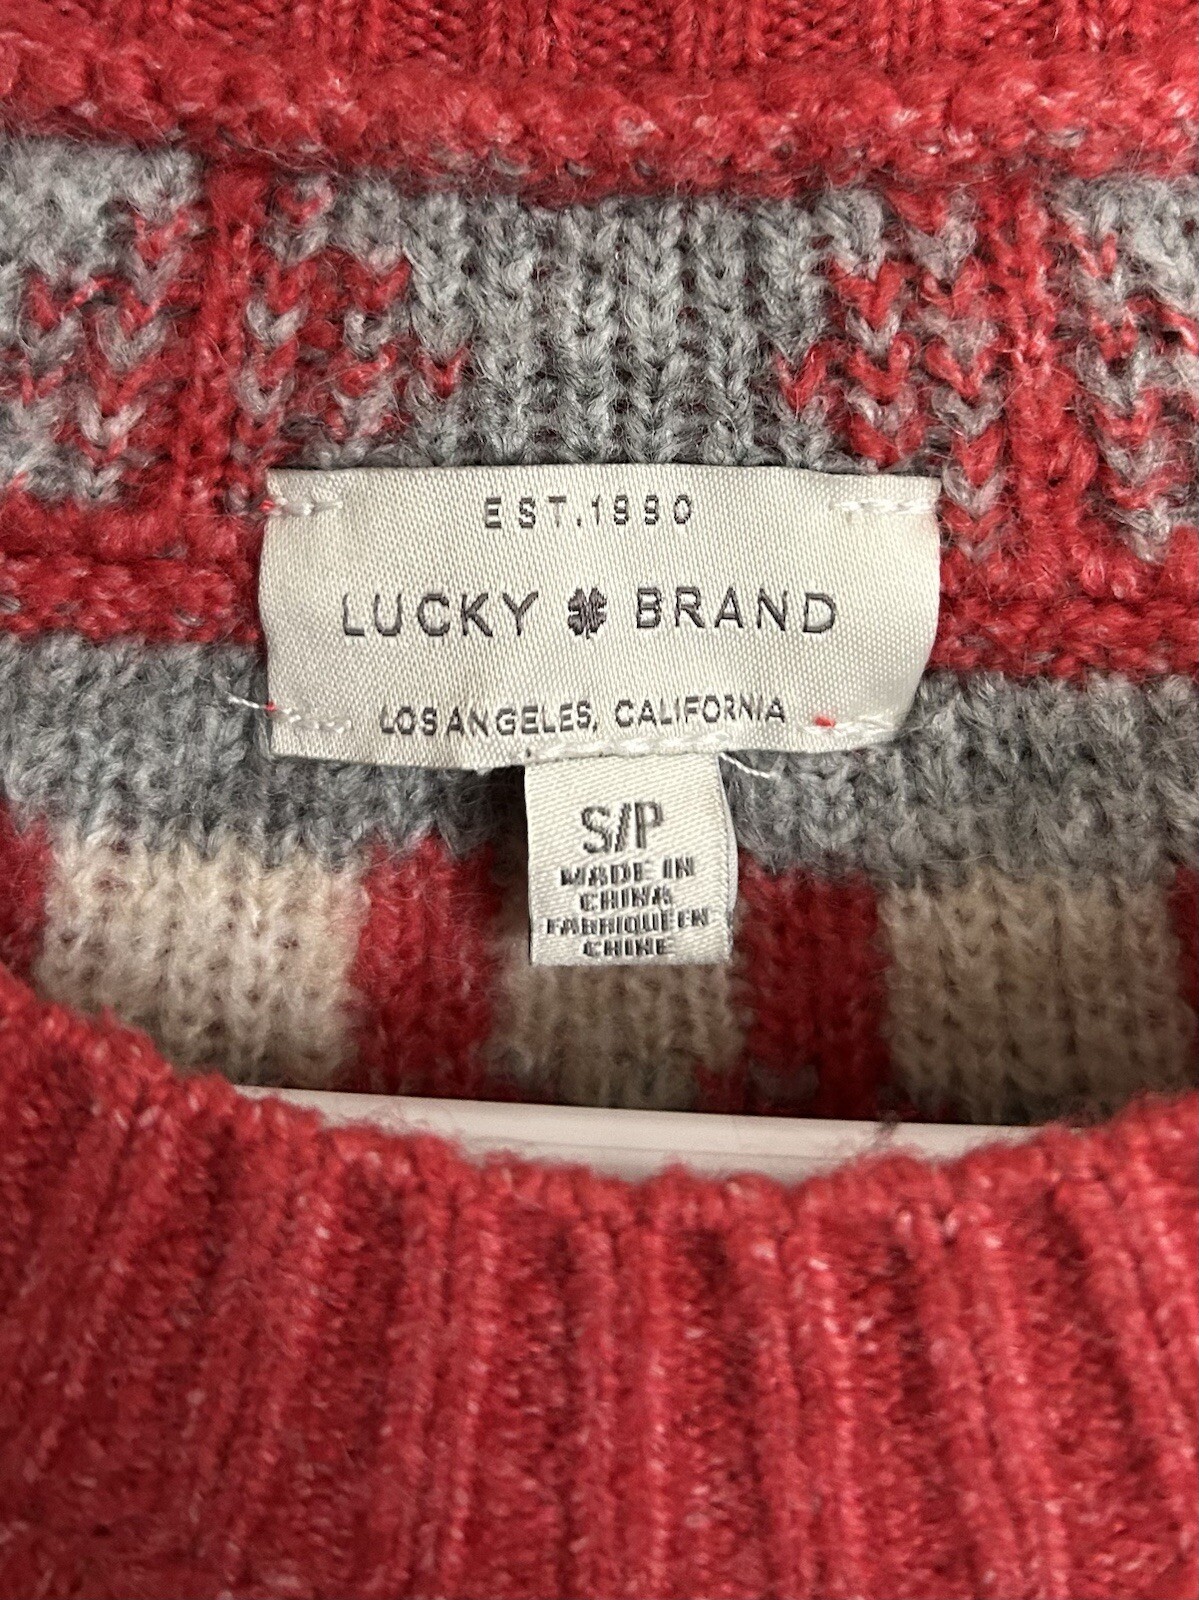 EST.1990
LUCKY BRAND
LOS ANGELES, CALIFORNIA
S/P
MADE IN
CHINA
FABRIQUE EN
CHINE